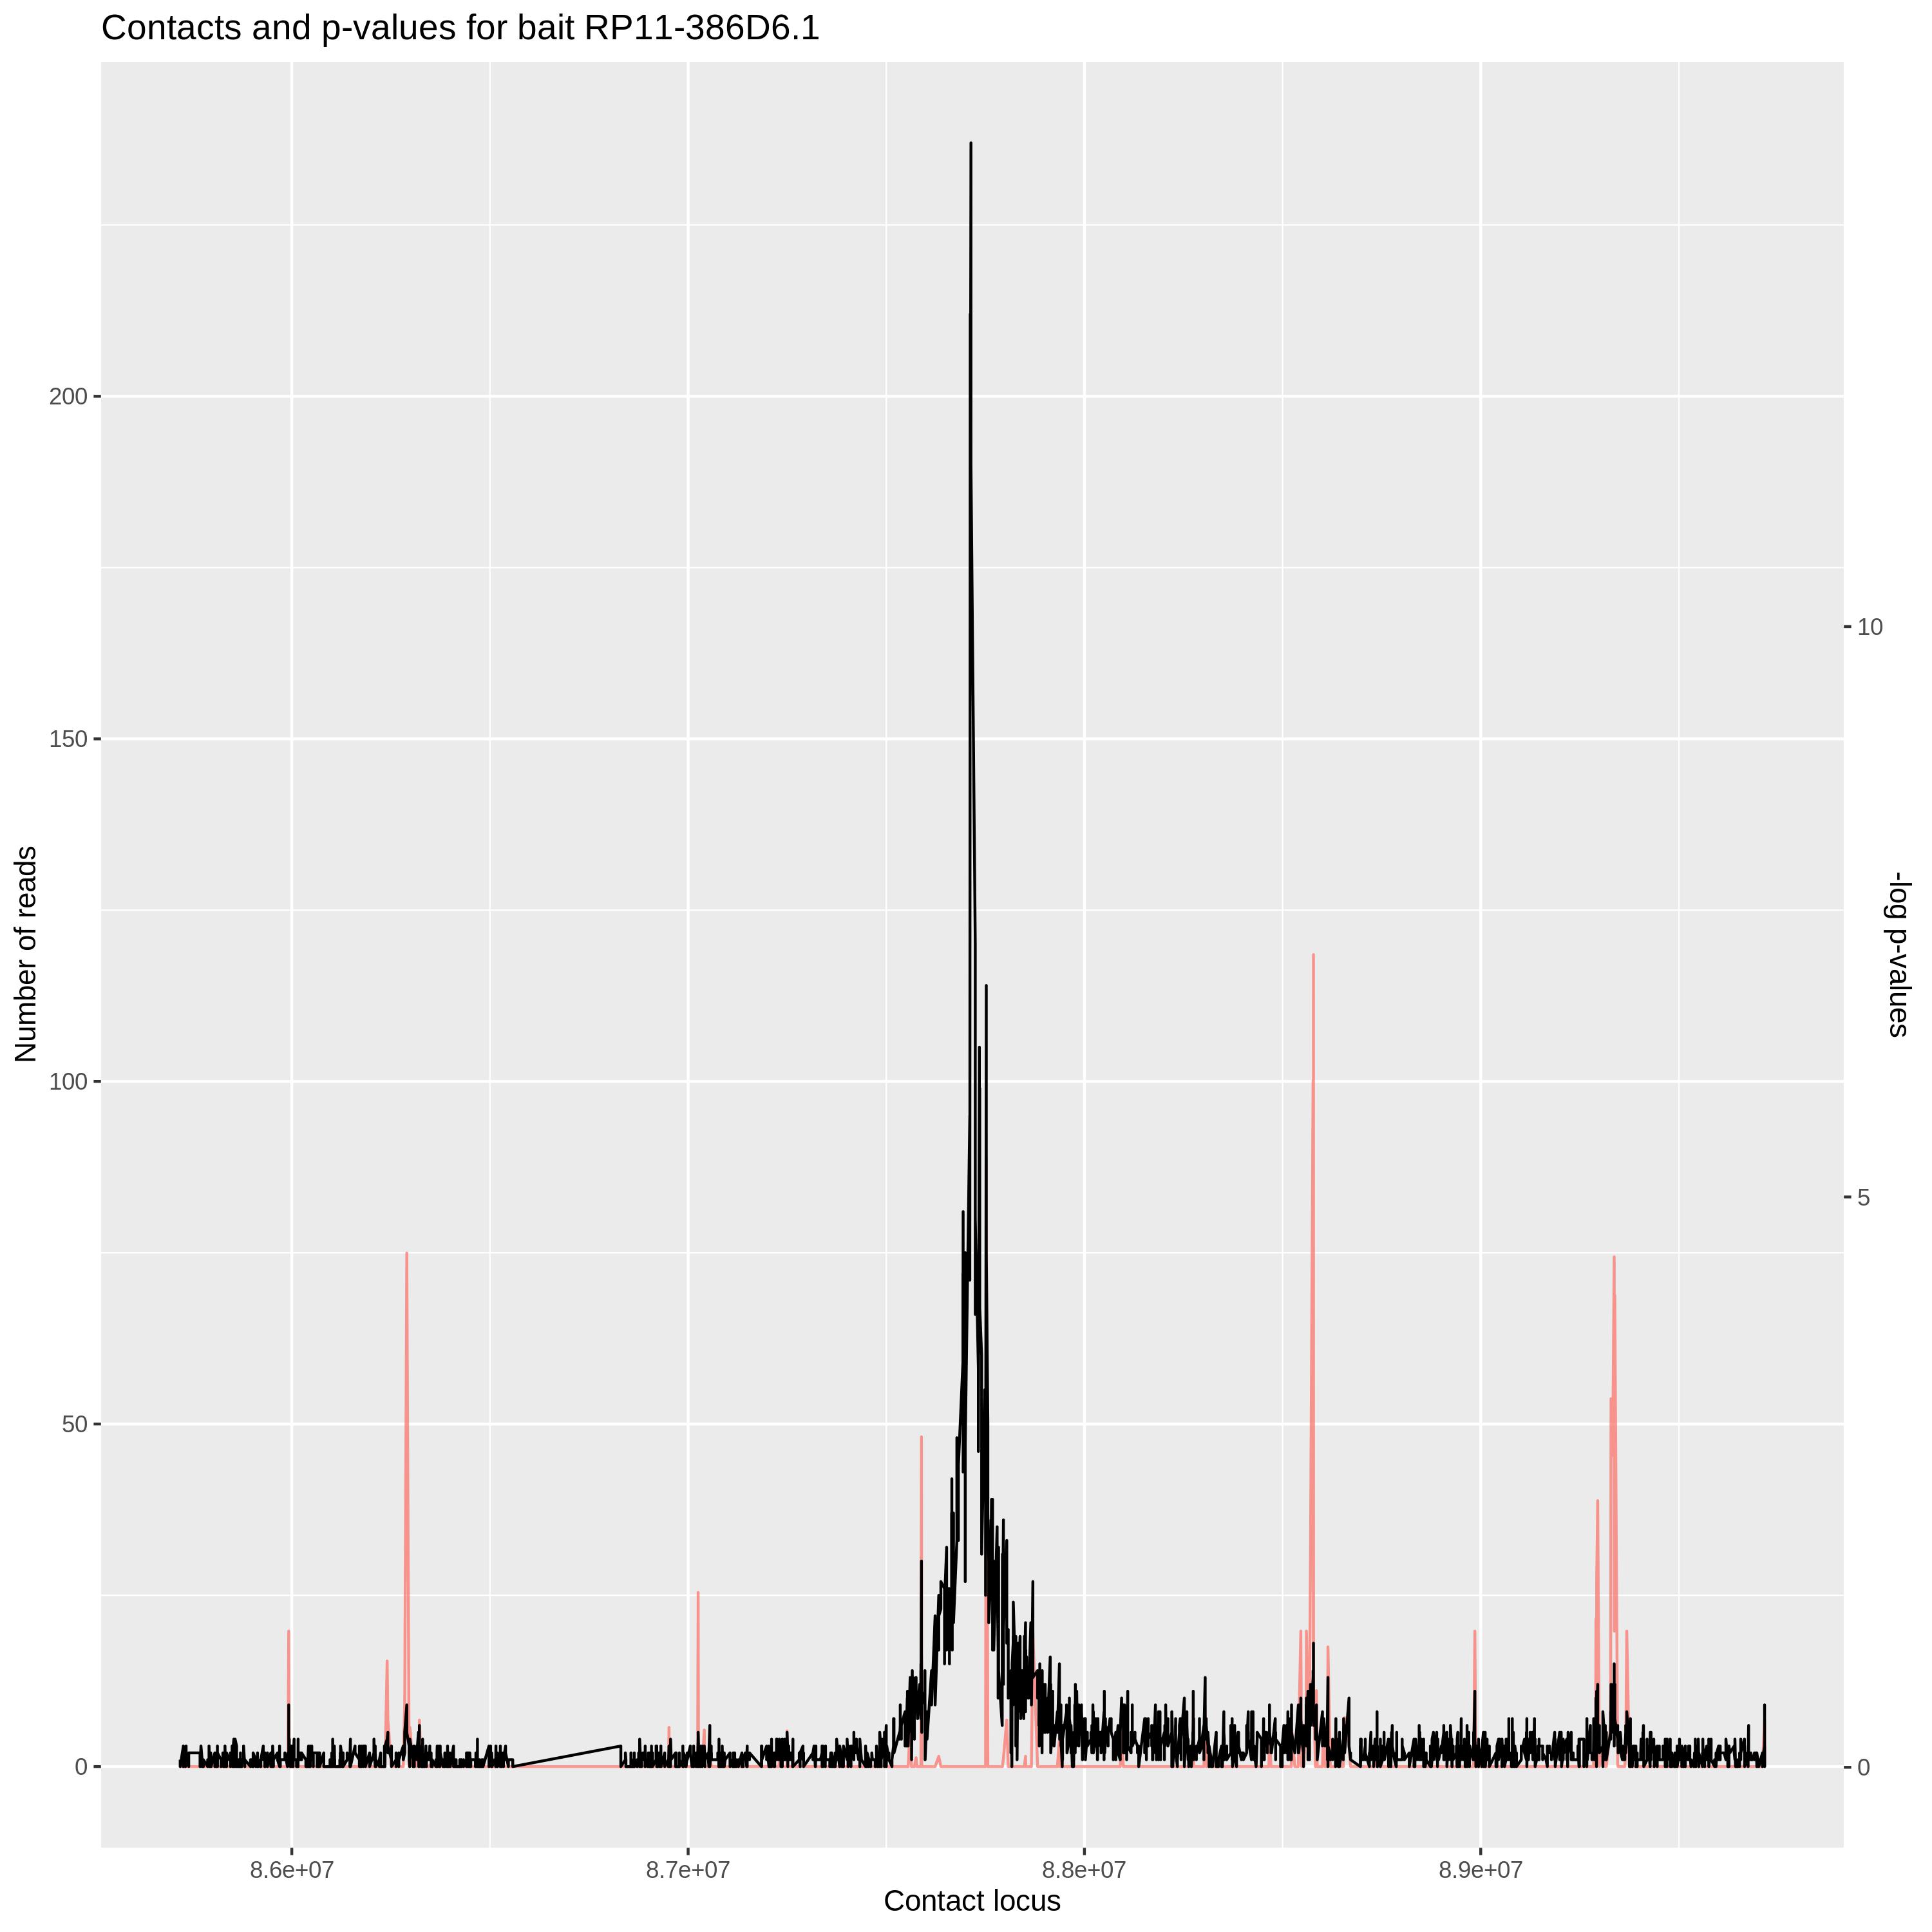 Contacts and p-values for bait RP11-386D6.1
200
150
100
50
0
Number of reads
10
5
0
-log p-values
8.6e+07
8.7e+07
8.8e+07
8.9e+07
Contact locus